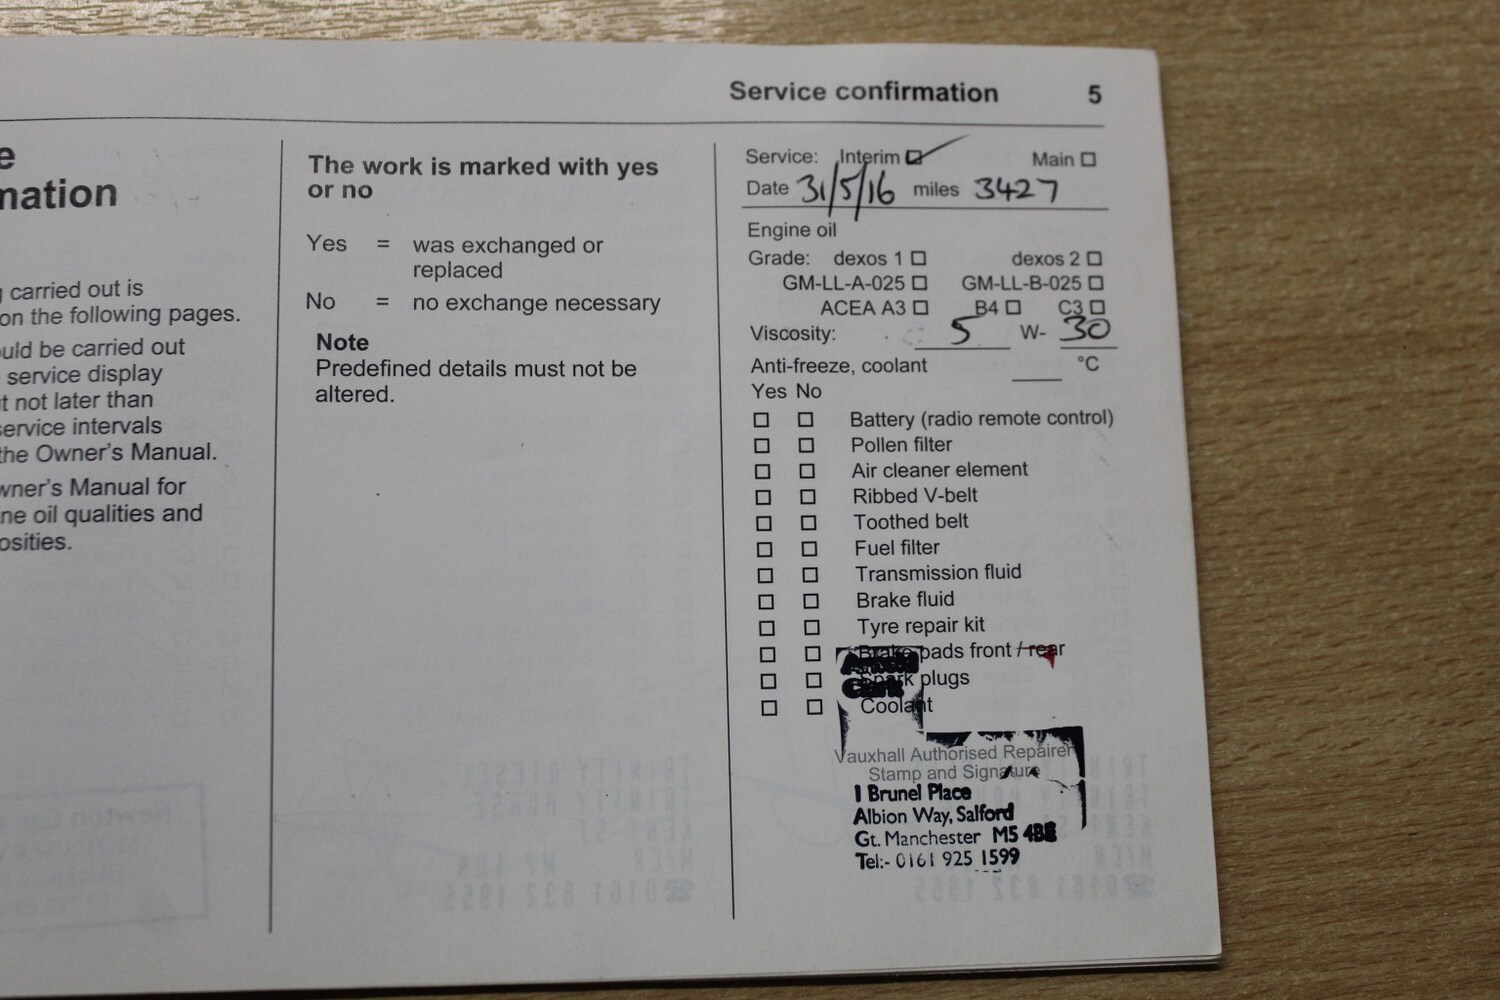 Service confirmation 5
e
mation
g carried out is
on the following pages.
ould be carried out
service display
t not later than
service intervals
the Owner's Manual.
wner's Manual for
ne oil qualities and
osities.
The work is marked with yes
or no
Yes = was exchanged or
replaced
No = no exchange necessary
Note
Predefined details must not be
altered.
Service: Interim Main
Date 31/5/16 miles 3427
Engine oil
Grade: dexos 1 dexos 2
GM-LL-A-025 GM-LL-B-025
ACEA A3 B4 C3
Viscosity: 5 W- 30
Anti-freeze, coolant °C
Yes No
Battery (radio remote control)
Pollen filter
Air cleaner element
Ribbed V-belt
Toothed belt
Fuel filter
Transmission fluid
Brake fluid
Tyre repair kit
Brake pads front / rear
Spark plugs
Clark
Coolant
Vauxhall Authorised Repairer
Stamp and Signature
1 Brunel Place
Albion Way, Salford
Gt. Manchester M5
Tel:- 0161 925 1599